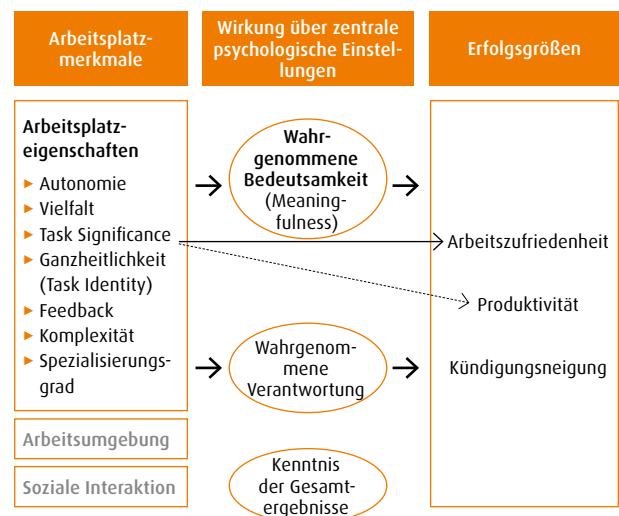 Arbeitsplatz-
merkmale
Wirkung über zentrale
psychologische Einstel-
lungen
Erfolgsgrößen
Arbeitsplatz-
eigenschaften
► Autonomie
► Vielfalt
► Task Significance
► Ganzheitlichkeit
(Task Identity)
► Feedback
► Komplexität
► Spezialisierungs-
grad
Arbeitsumgebung
Soziale Interaktion
Wahr-
genommene
Bedeutsamkeit
(Meaning-
fulness)
Wahrgenom-
mene
Verantwortung
Kenntnis
der Gesamt-
ergebnisse
Arbeitszufriedenheit
Produktivität
Kündigungsneigung